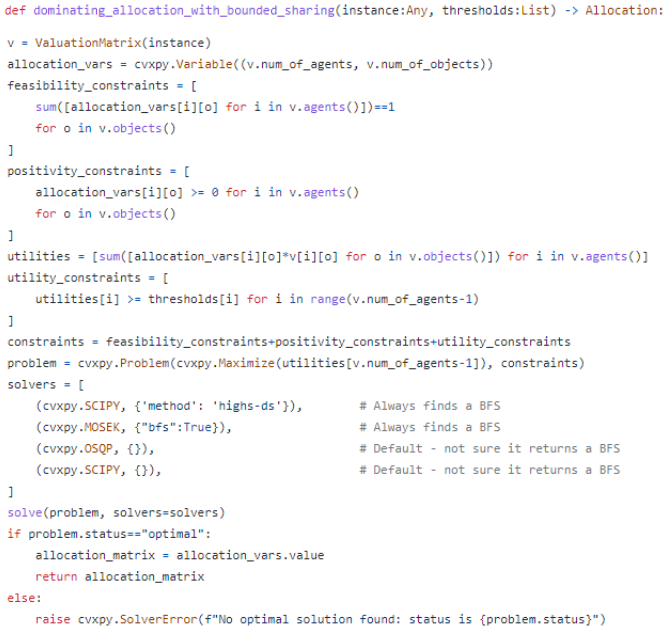 def dominating_allocation_with_bounded_sharing(instance:Any, thresholds:List) -> Allocation:
v = ValuationMatrix(instance)
allocation_vars = cvxpy.Variable((v.num_of_agents, v.num_of_objects))
feasibility_constraints = [
    sum([allocation_vars[i][o] for i in v.agents()])==1
    for o in v.objects()
]
positivity_constraints = [
    allocation_vars[i][o] >= 0 for i in v.agents()
    for o in v.objects()
]
utilities = [sum([allocation_vars[i][o]*v[i][o] for o in v.objects()]) for i in v.agents()]
utility_constraints = [
    utilities[i] >= thresholds[i] for i in range(v.num_of_agents-1)
]
constraints = feasibility_constraints+positivity_constraints+utility_constraints
problem = cvxpy.Problem(cvxpy.Maximize(utilities[v.num_of_agents-1]), constraints)
solvers = [
    (cvxpy.SCIPY, {'method': 'highs-ds'}),        # Always finds a BFS
    (cvxpy.MOSEK, {"bfs":True}),                  # Always finds a BFS
    (cvxpy.OSQP, {}),                             # Default - not sure it returns a BFS
    (cvxpy.SCIPY, {}),                            # Default - not sure it returns a BFS
]
solve(problem, solvers=solvers)
if problem.status=="optimal":
    allocation_matrix = allocation_vars.value
    return allocation_matrix
else:
    raise cvxpy.SolverError(f"No optimal solution found: status is {problem.status}")